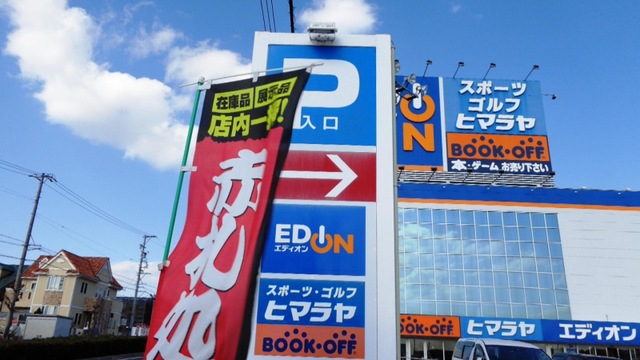 在庫品
展示品
店内一掃!
赤札処
P
入口
EDION
エディオン
スポーツ・ゴルフ
ヒマラヤ
BOOK・OFF
ON
スポーツ
ゴルフ
ヒマラヤ
BOOK・OFF
本・ゲーム お売り下さい
BOOK・OFF
ヒマラヤ
エディオン